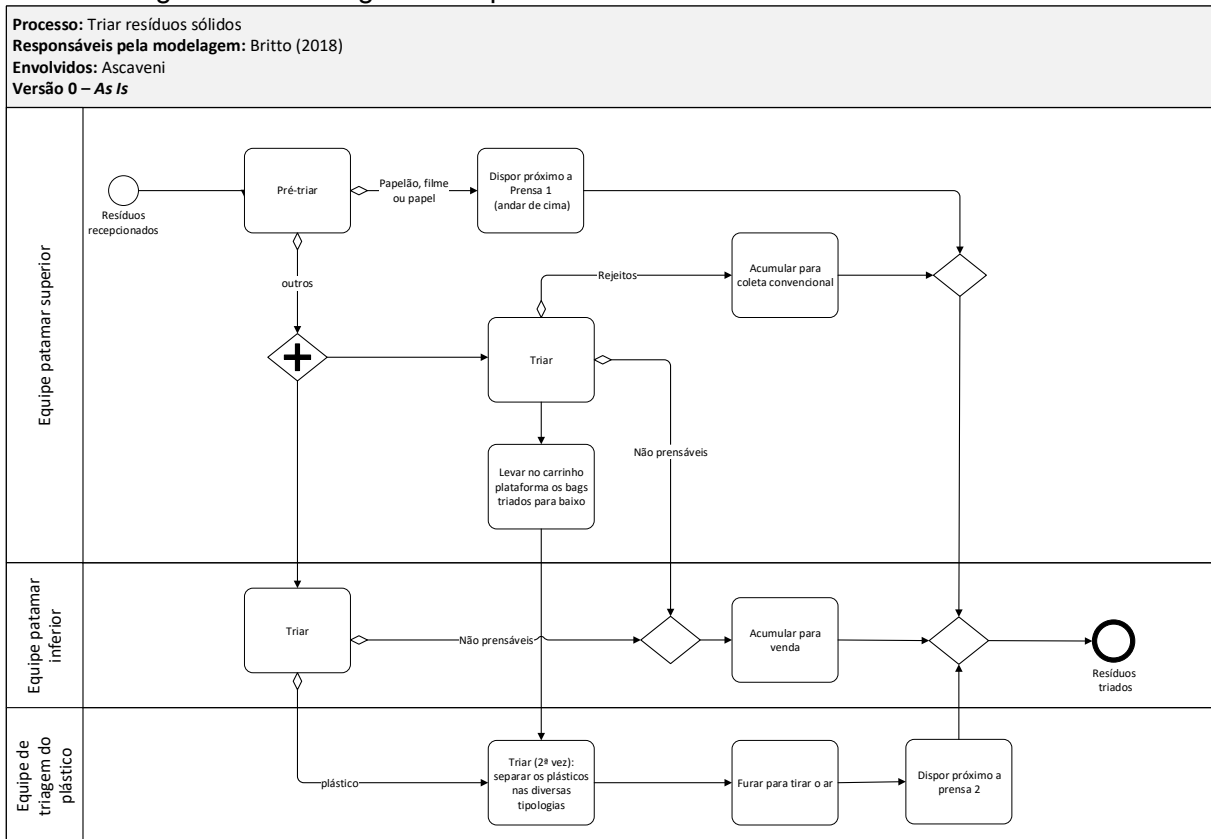 Processo: Triar resíduos sólidos
Responsáveis pela modelagem: Britto (2018)
Envolvidos: Ascaveni
Versão 0 – As Is
Equipe patamar superior
Resíduos
recepcionados
Pré-triar
Papelão, filme
ou papel
Dispor próximo a
Prensa 1
(andar de cima)
outros
Rejeitos
Acumular para
coleta convencional
Triar
Não prensáveis
Levar no carrinho
plataforma os bags
triados para baixo
Equipe patamar
inferior
Triar
Não prensáveis
Acumular para
venda
Resíduos
triados
Equipe de
triagem do
plástico
plástico
Triar (2ª vez):
separar os plásticos
nas diversas
tipologias
Furar para tirar o ar
Dispor próximo a
prensa 2